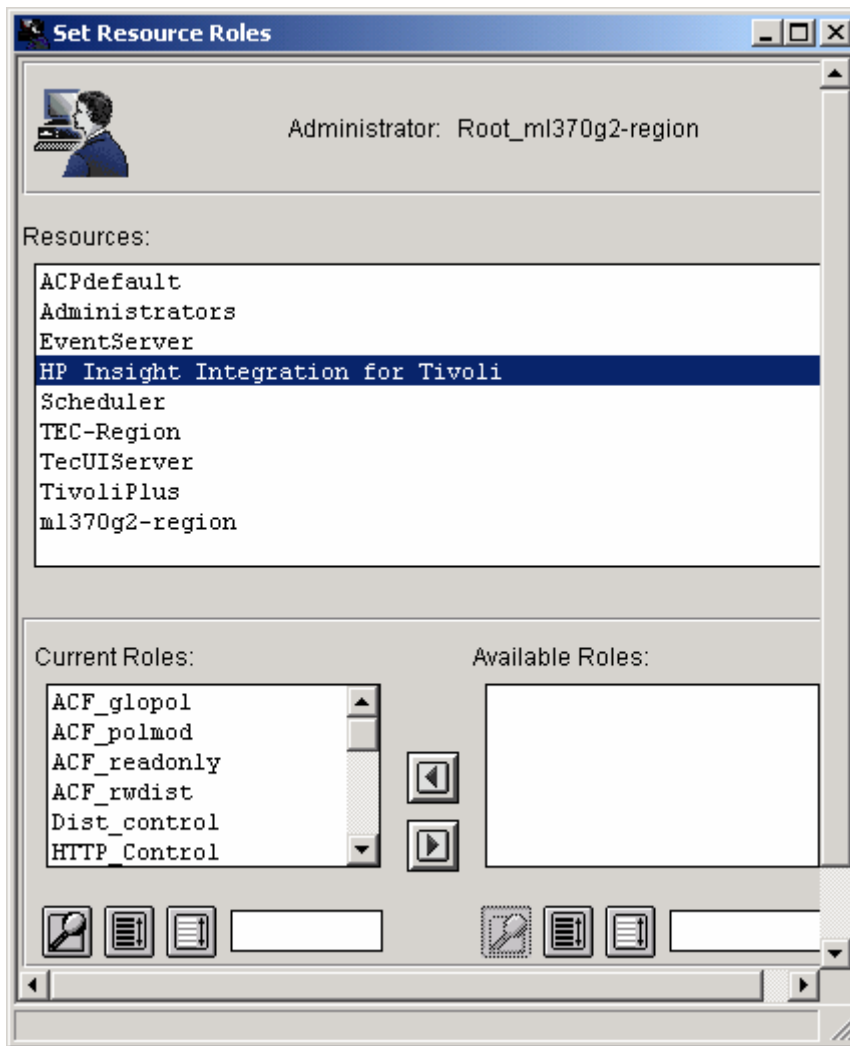 Set Resource Roles
Administrator: Root_ml370g2-region
Resources:
ACPdefault
Administrators
EventServer
HP Insight Integration for Tivoli
Scheduler
TEC-Region
TecUIServer
TivoliPlus
ml370g2-region
Current Roles:
Available Roles:
ACF_glopol
ACF_polmod
ACF_readonly
ACF_rwdist
Dist_control
HTTP_Control